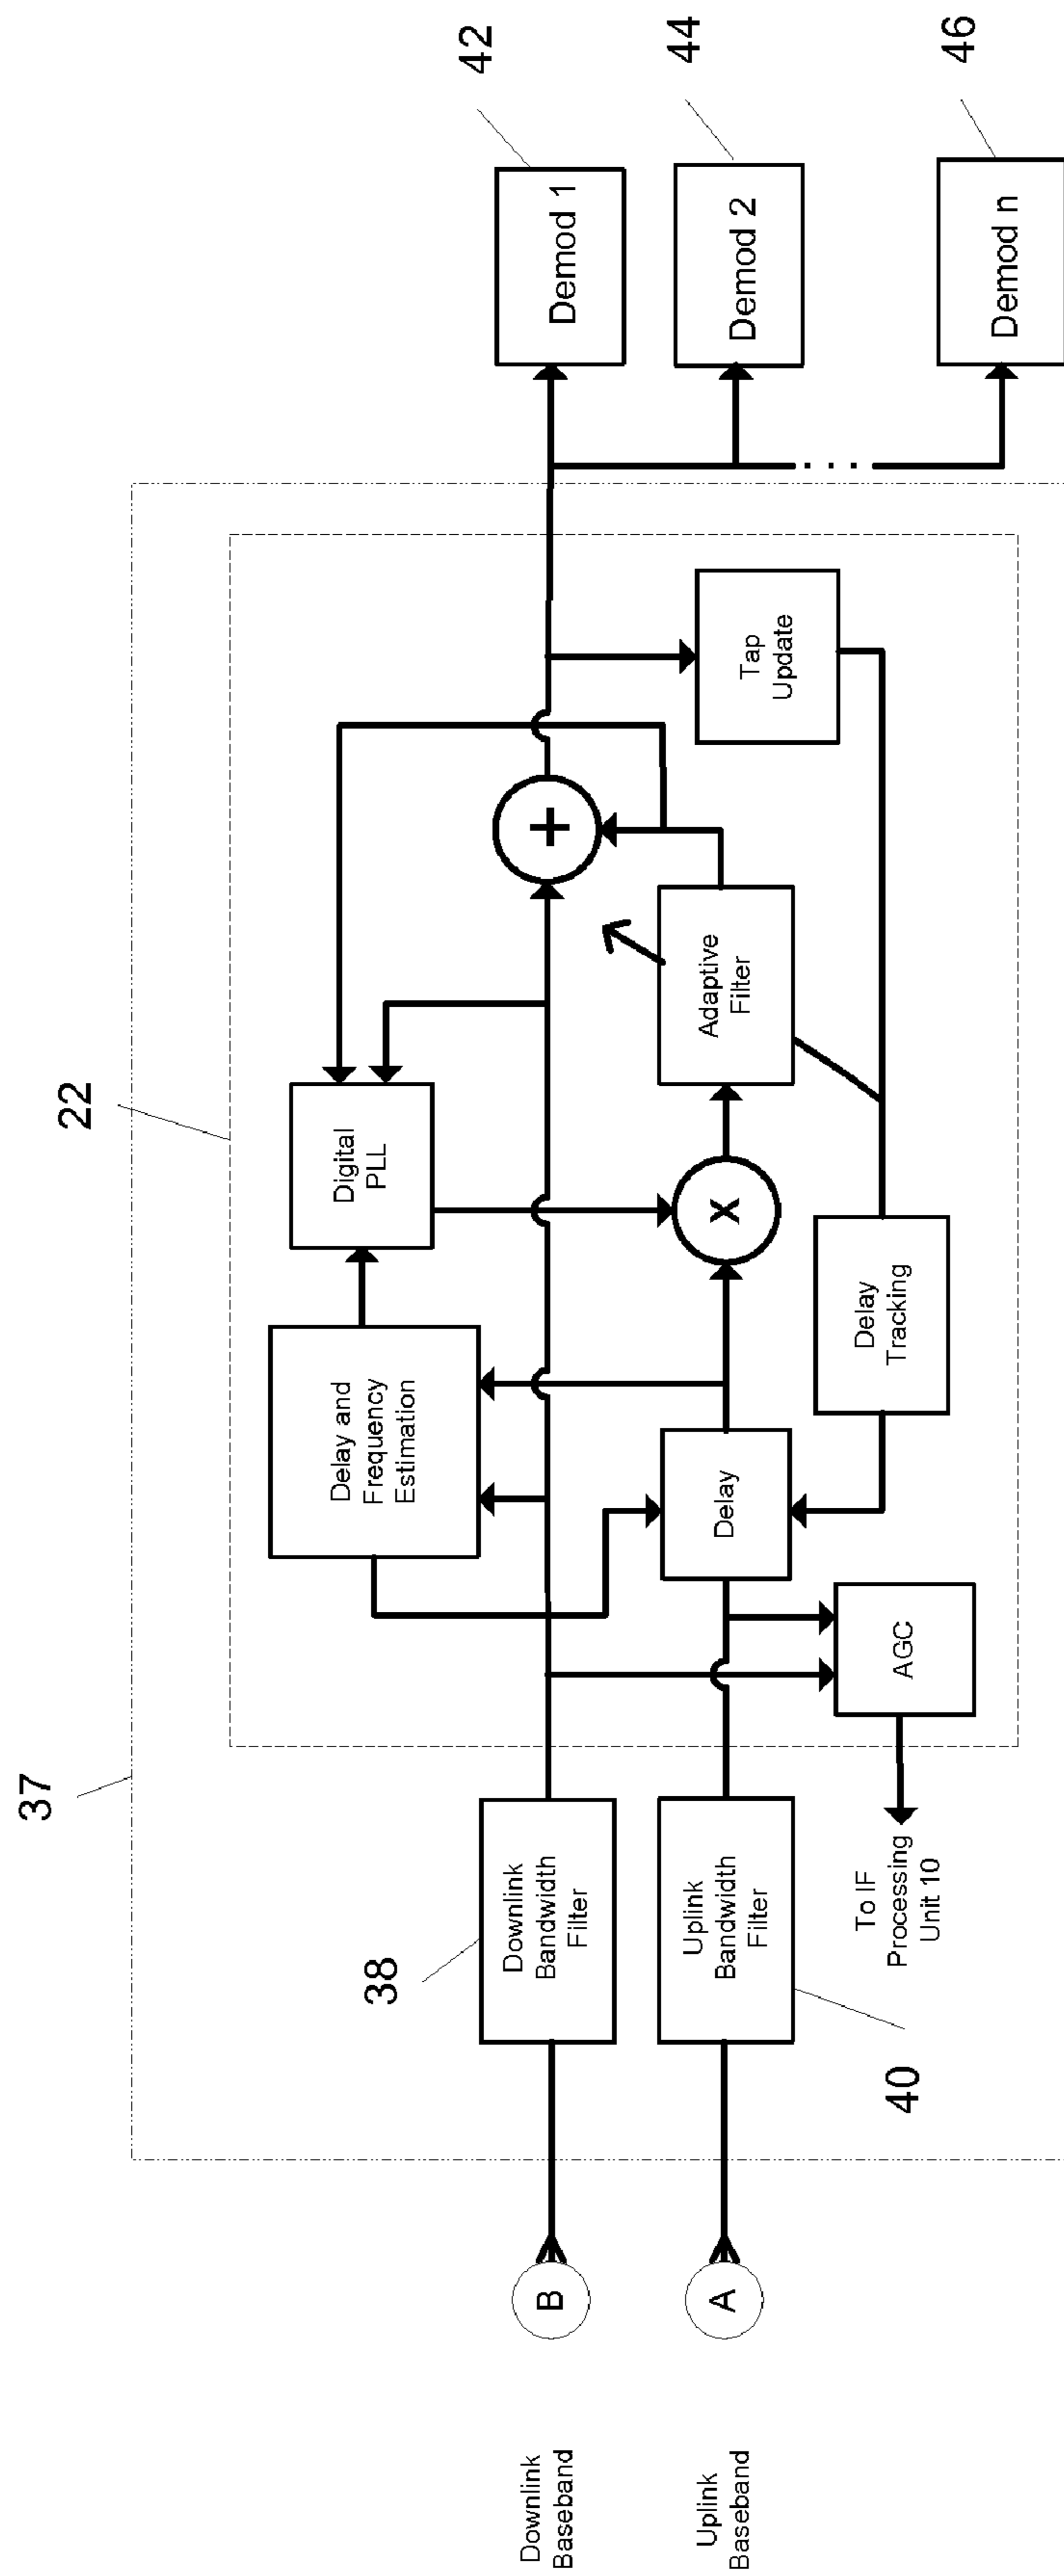 37
22
42
44
46
Delay and
Frequency
Estimation
Digital
PLL
Downlink
Baseband
B
38
Downlink
Bandwidth
Filter
+
Demod 1
Uplink
Baseband
A
Uplink
Bandwidth
Filter
40
Delay
X
Adaptive
Filter
Tap
Update
Demod 2
. . . .
To IF
Processing
Unit 10
AGC
Delay
Tracking
Demod n